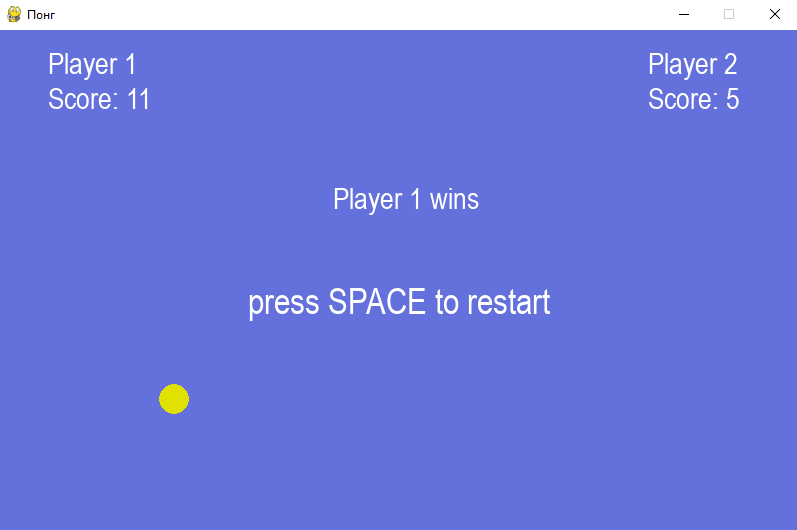 Понг
Player 1
Score: 11
Player 2
Score: 5
Player 1 wins
press SPACE to restart